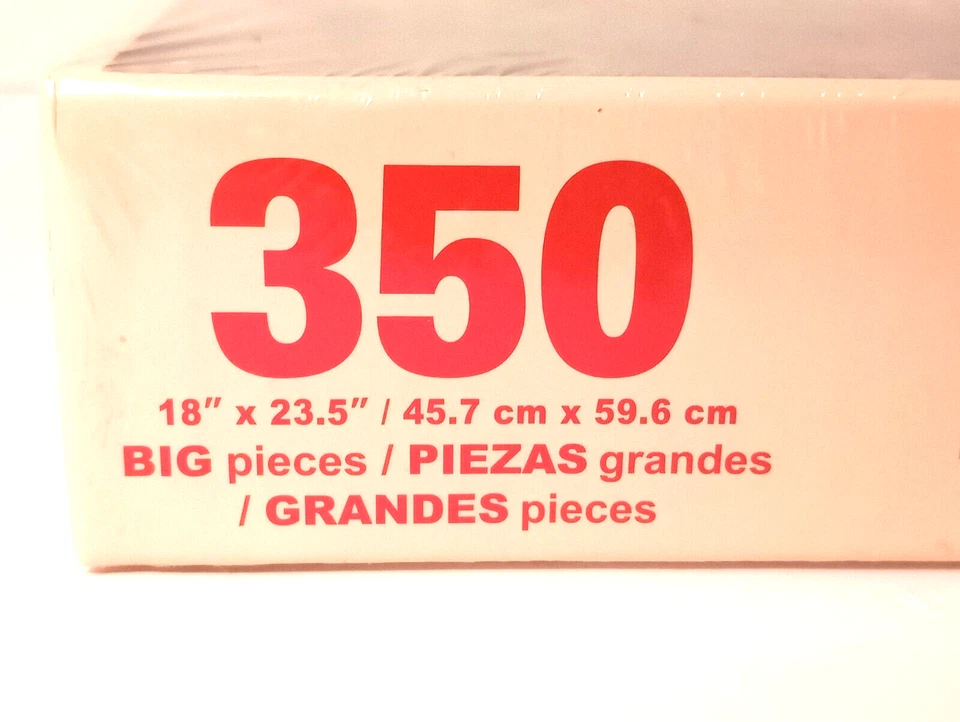 350
18″ x 23.5″ / 45.7 cm x 59.6 cm
BIG pieces / PIEZAS grandes
/ GRANDES pieces